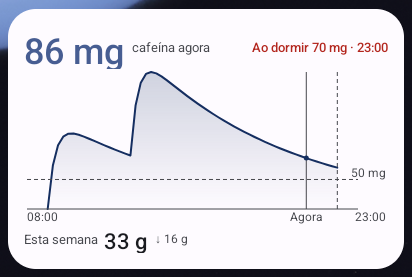 86 mg cafeína agora Ao dormir 70 mg · 23:00
50 mg
08:00 Agora 23:00
Esta semana 33 g ↓ 16 g